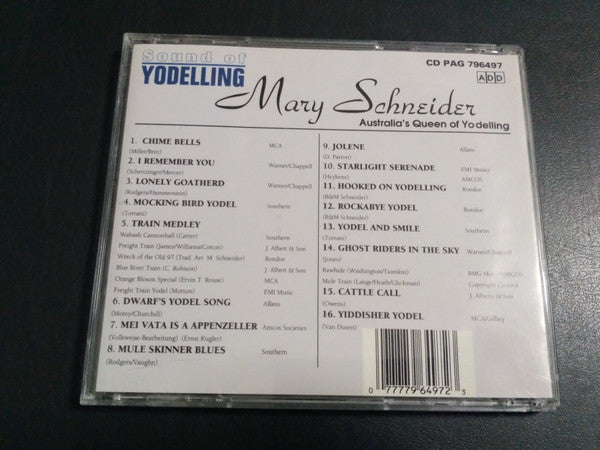 Sound of
YODELLING
CD PAG 796497
ADD
Mary Schneider
Australia's Queen of Yodelling
1. CHIME BELLS MCA
(Miller/Britt)
2. I REMEMBER YOU Warner/Chappell
(Schertzinger/Mercer)
3. LONELY GOATHERD Warner/Chappell
(Rodgers/Hammerstein)
4. MOCKING BIRD YODEL Southern
(Torrani)
5. TRAIN MEDLEY
Wabash Cannonball (Carter) Southern
Freight Train (James/Williams/Cotton) J. Albert & Son
Wreck of the Old 97 (Trad. Arr. M. Schneider) Rondor
Blue River Train (C. Robison) J. Albert & Son
Orange Blosom Special (Ervin T. Rouse) MCA
Freight Train Yodel (Morton) EMI Music
6. DWARF'S YODEL SONG Allans
(Morey/Churchill)
7. MEI VATA IS A APPENZELLER Amcos Societies
(Volksweise-Bearbeitung) (Ernst Kugler)
8. MULE SKINNER BLUES Southern
(Rodgers/Vaughn)
9. JOLENE Allans
(D. Parton)
10. STARLIGHT SERENADE EMI Music/
(Heykens) AMCOS
11. HOOKED ON YODELLING Rondor
(R&M Schneider)
12. ROCKABYE YODEL Rondor
(R&M Schneider)
13. YODEL AND SMILE Southern
(Torrani)
14. GHOST RIDERS IN THE SKY Warner/Chappell
(Jones)
Rawhide (Washington/Tiomkin) BMG Music/AMCOS
Mule Train (Lange/Heath/Glickman) Copyright Control
15. CATTLE CALL J. Albert & Son
(Owens)
16. YIDDISHER YODEL MCA/Gilbey
(Van Dusen)
0 77779 64972 3